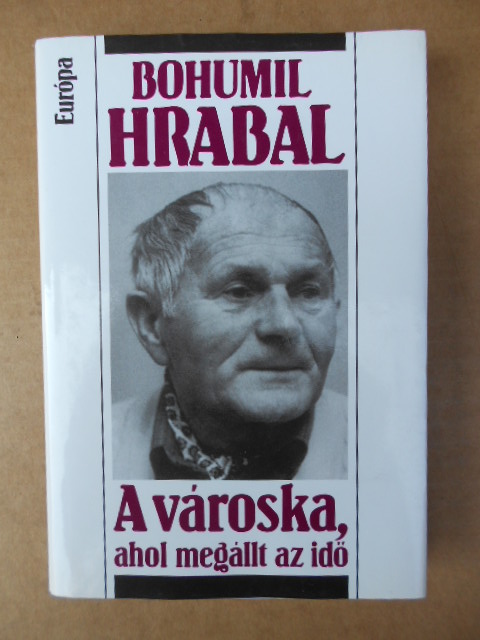 Európa
BOHUMIL
HRABAL
A városka,
ahol megállt az idő